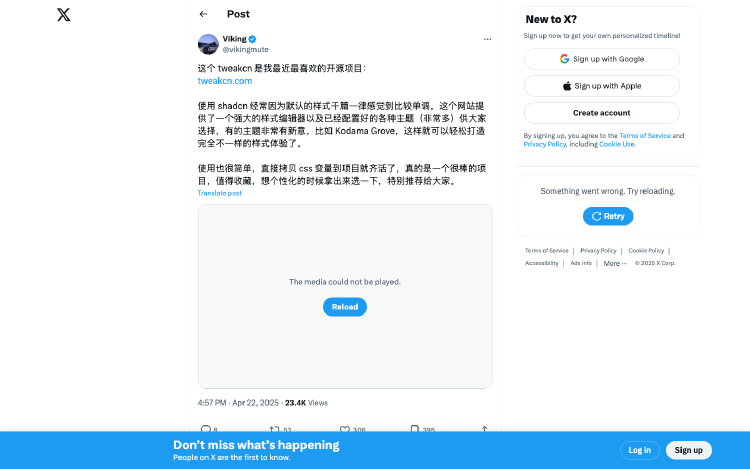 Post
Viking
@vikingmute
这个 tweakcn 是我最近最喜欢的开源项目：
tweakcn.com
使用 shadcn 经常因为默认的样式千篇一律感觉到比较单调，这个网站提
供了一个强大的样式编辑器以及已经配置好的各种主题（非常多）供大家
选择，有的主题非常有新意，比如 Kodama Grove，这样就可以轻松打造
完全不一样的样式体验了。
使用也很简单，直接拷贝 css 变量到项目就齐活了，真的是一个很棒的项
目，值得收藏，想个性化的时候拿出来选一下，特别推荐给大家。
Translate post
The media could not be played.
Reload
4:57 PM · Apr 22, 2025 · 23.4K Views
8 53 306 395
New to X?
Sign up now to get your own personalized timeline!
Sign up with Google
Sign up with Apple
Create account
By signing up, you agree to the Terms of Service and
Privacy Policy, including Cookie Use.
Something went wrong. Try reloading.
Retry
Terms of Service | Privacy Policy | Cookie Policy |
Accessibility | Ads info | More ··· © 2025 X Corp.
Don’t miss what’s happening
People on X are the first to know.
Log in
Sign up